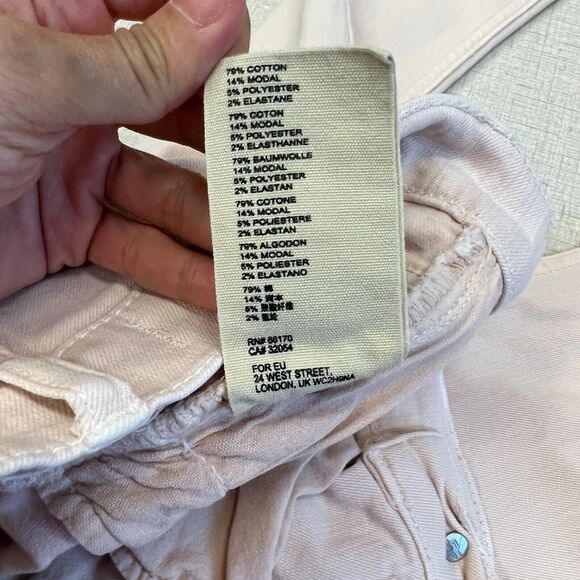 79% COTTON
14% MODAL
5% POLYESTER
2% ELASTANE
79% COTON
14% MODAL
5% POLYESTER
2% ELASTHANNE
79% BAUMWOLLE
14% MODAL
5% POLYESTER
2% ELASTAN
79% COTONE
14% MODAL
5% POLIESTERE
2% ELASTAN
79% ALGODON
14% MODAL
5% POLIESTER
2% ELASTANO
79% 棉
14%
5%
2%
RN# 66170
CA# 32054
FOR EU
24 WEST STREET,
LONDON, UK WC2H9NA